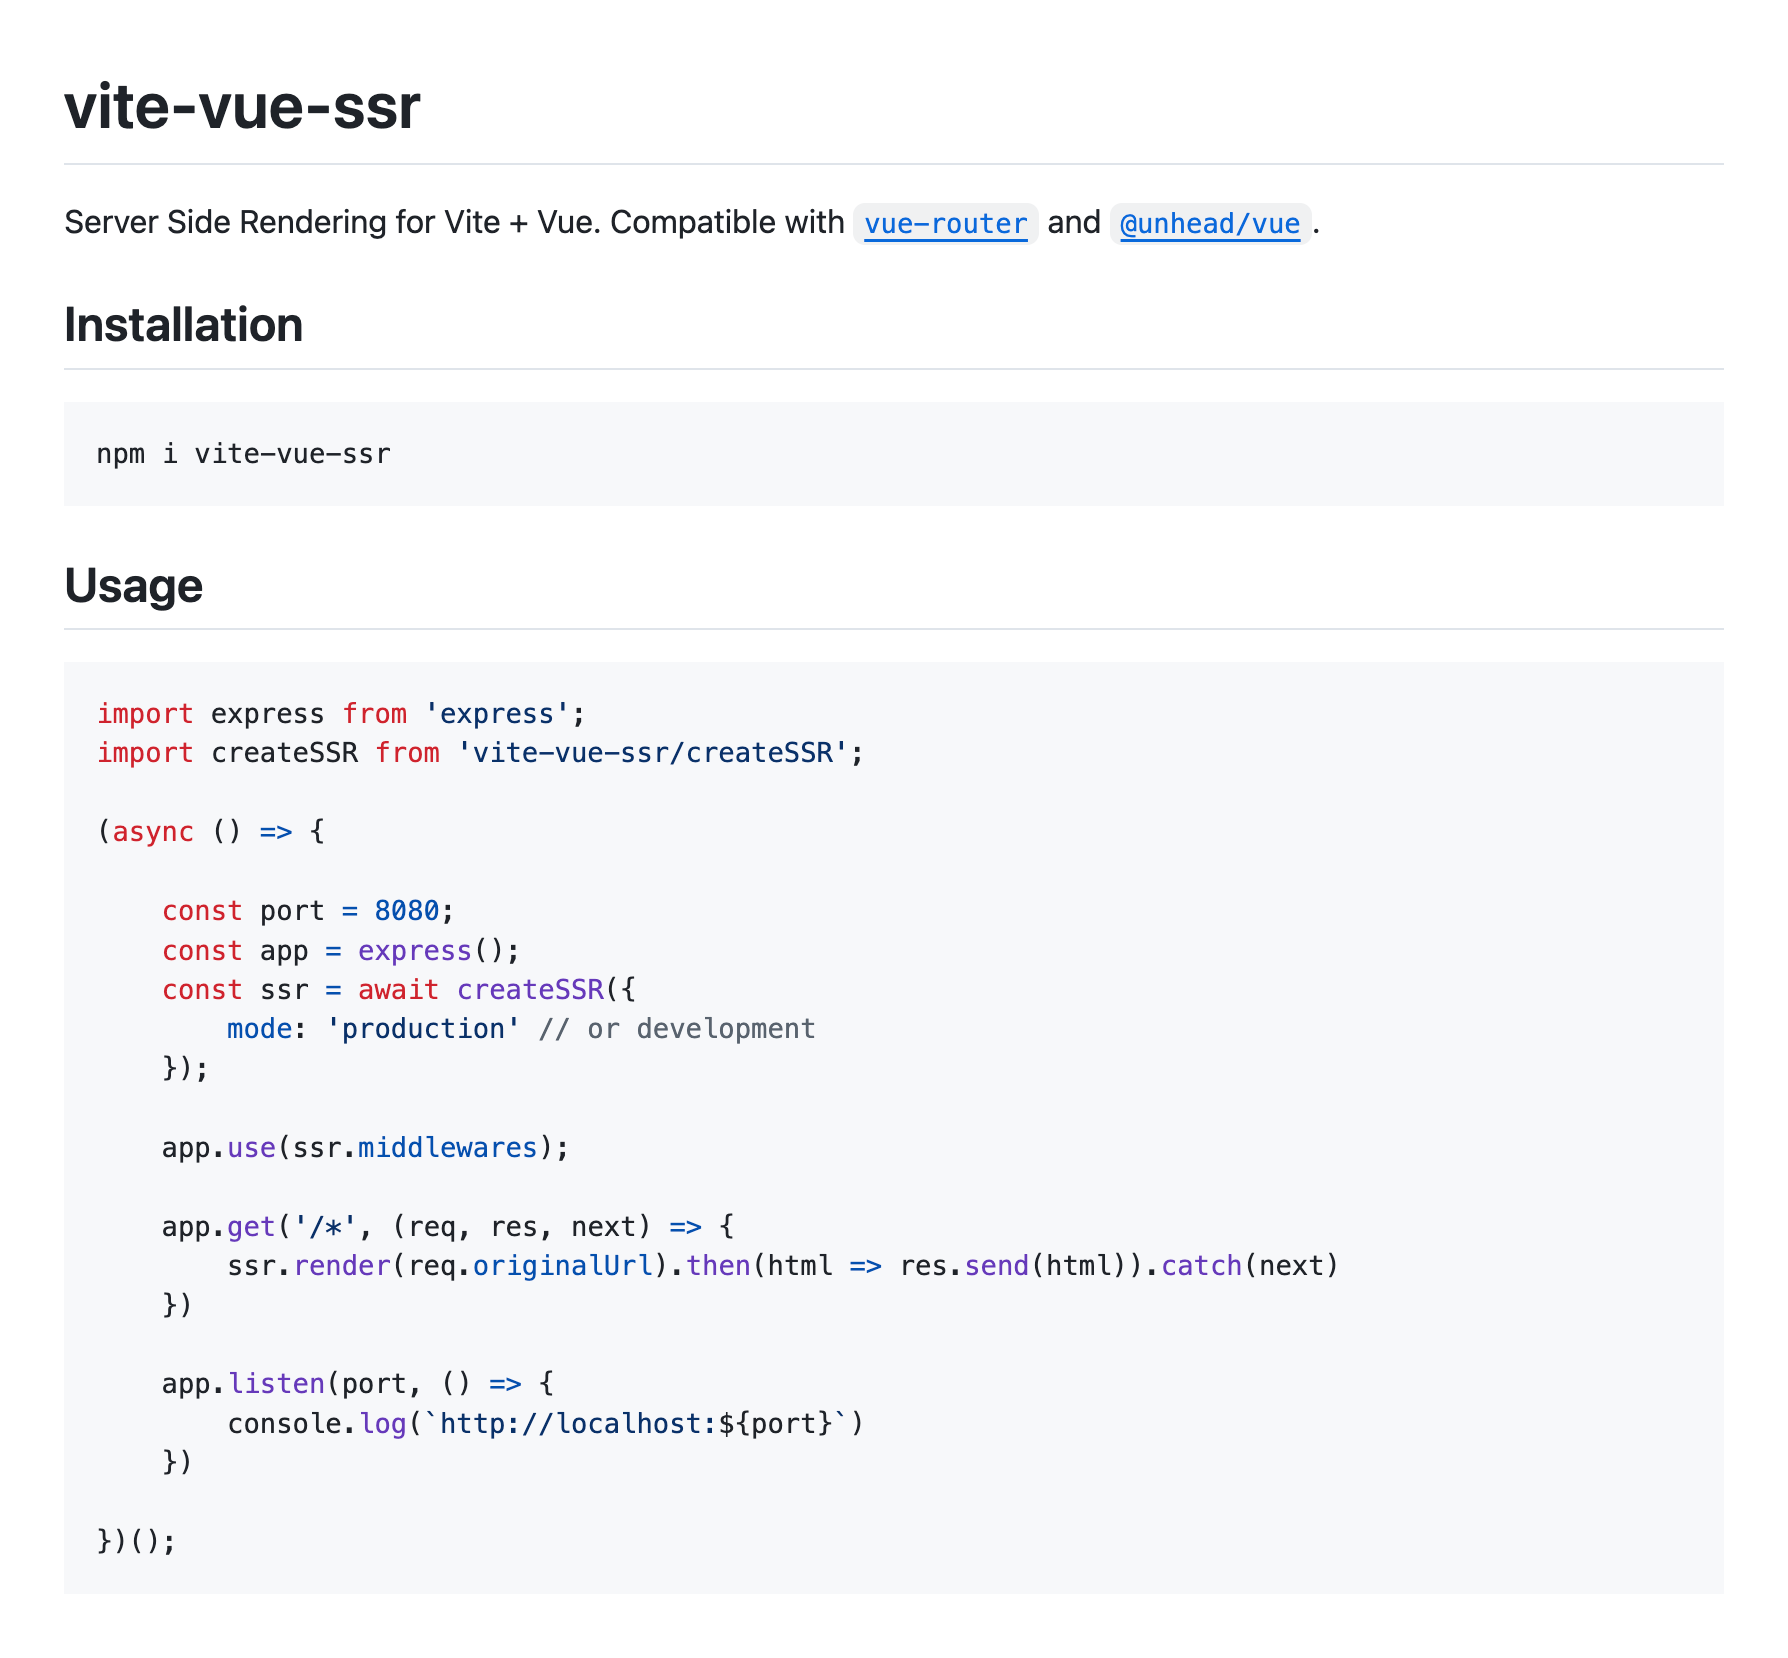 vite-vue-ssr
Server Side Rendering for Vite + Vue. Compatible with vue-router and @unhead/vue.
Installation
npm i vite-vue-ssr
Usage
import express from 'express';
import createSSR from 'vite-vue-ssr/createSSR';
(async () => {
    const port = 8080;
    const app = express();
    const ssr = await createSSR({
        mode: 'production' // or development
    });
    app.use(ssr.middlewares);
    app.get('/*', (req, res, next) => {
        ssr.render(req.originalUrl).then(html => res.send(html)).catch(next)
    })
    app.listen(port, () => {
        console.log(`http://localhost:${port}`)
    })
})();